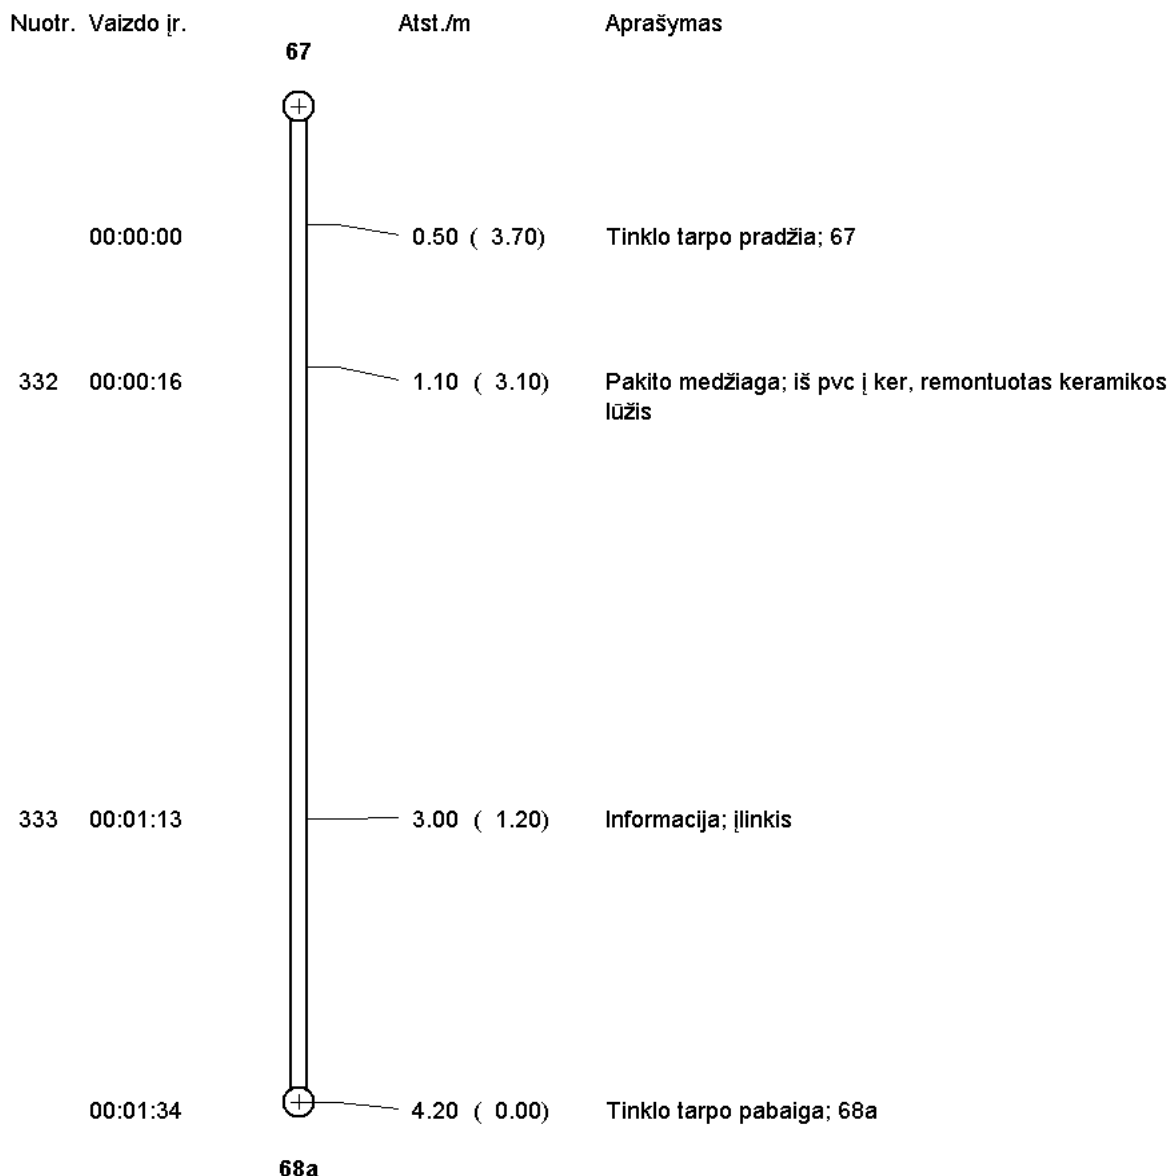 Nuotr. Vaizdo įr. Atst./m Aprašymas
67
00:00:00 0.50 ( 3.70) Tinklo tarpo pradžia; 67
332 00:00:16 1.10 ( 3.10) Pakito medžiaga; iš pvc į ker, remontuotas keramikos
lūžis
333 00:01:13 3.00 ( 1.20) Informacija; įlinkis
00:01:34 4.20 ( 0.00) Tinklo tarpo pabaiga; 68a
68a